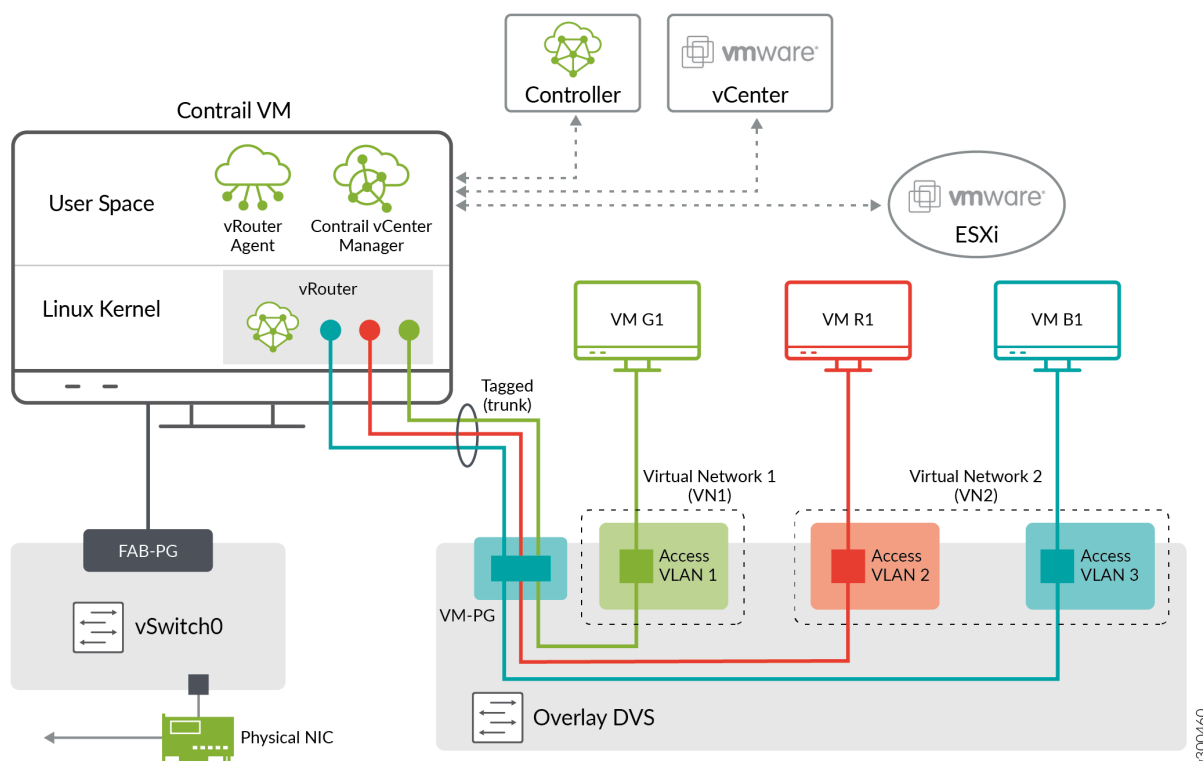 Controller
vmware®
vCenter
Contrail VM
User Space
vRouter
Agent
Contrail vCenter
Manager
vmware®
ESXi
Linux Kernel
vRouter
VM G1
VM R1
VM B1
Tagged
(trunk)
Virtual Network 1
(VN1)
Virtual Network 2
(VN2)
FAB-PG
Access
VLAN 1
Access
VLAN 2
Access
VLAN 3
VM-PG
vSwitch0
Overlay DVS
Physical NIC